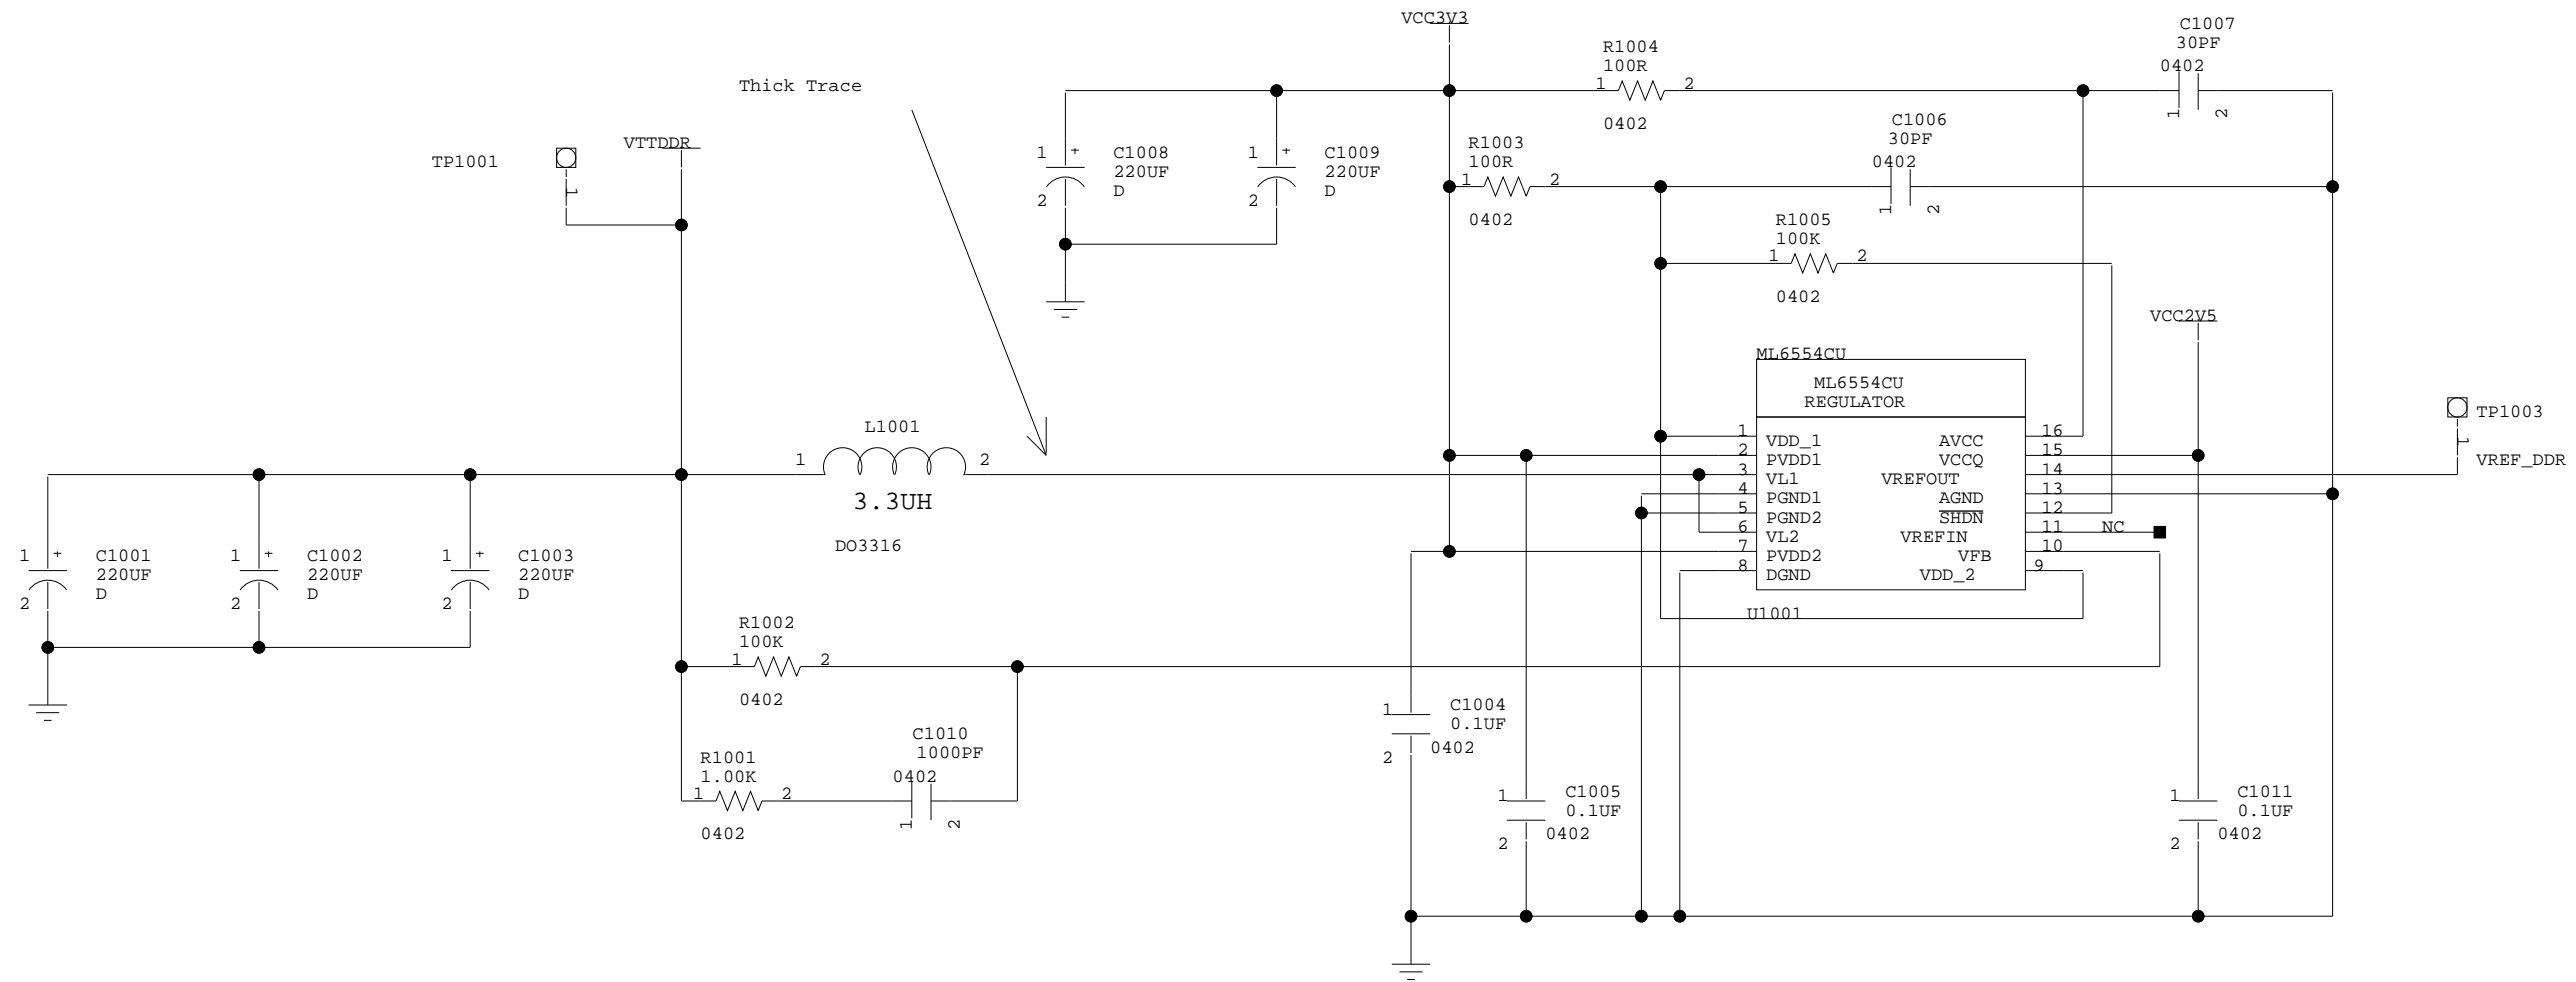 VCC3V3
C1007
30PF
0402
1
2
R1004
100R
1
2
0402
Thick Trace
C1006
30PF
0402
1
2
R1003
100R
1
2
0402
VTTDDR
TP1001
1
1
+
2
C1008
220UF
D
1
+
2
C1009
220UF
D
R1005
100K
1
2
0402
VCC2V5
ML6554CU
ML6554CU
REGULATOR
1
VDD_1
AVCC
16
2
PVDD1
VCCQ
15
3
VL1
VREFOUT
14
4
PGND1
AGND
13
5
PGND2
SHDN
12
6
VL2
VREFIN
11
NC
7
PVDD2
VFB
10
8
DGND
VDD_2
9
U1001
TP1003
1
VREF_DDR
L1001
1
2
3.3UH
DO3316
1
+
2
C1001
220UF
D
1
+
2
C1002
220UF
D
1
+
2
C1003
220UF
D
R1002
100K
1
2
0402
R1001
1.00K
1
2
0402
C1010
1000PF
0402
1
2
1
C1004
0.1UF
0402
2
1
C1005
0.1UF
0402
2
1
C1011
0.1UF
0402
2